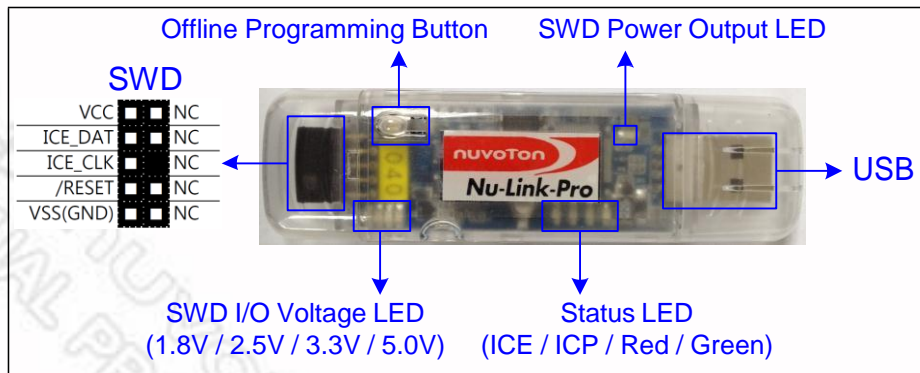 Offline Programming Button
SWD Power Output LED
SWD
VCC NC
ICE_DAT NC
ICE_CLK NC
/RESET NC
VSS(GND) NC
040
nuvoTon
Nu-Link-Pro
USB
SWD I/O Voltage LED
(1.8V / 2.5V / 3.3V / 5.0V)
Status LED
(ICE / ICP / Red / Green)